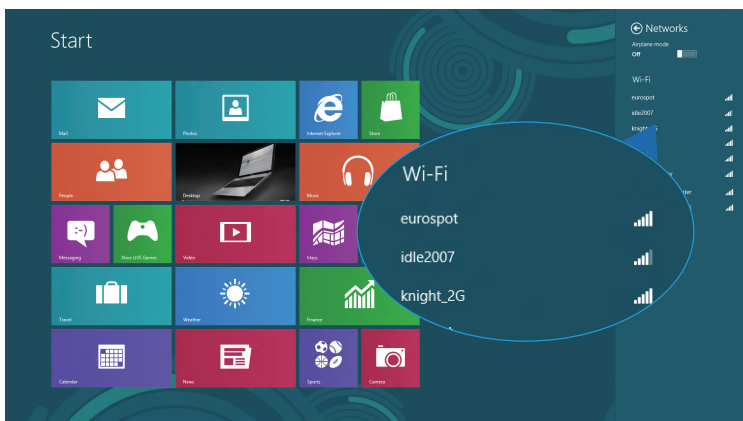 Start
Mail
Photos
Internet Explorer
Store
People
Desktop
Music
Messaging
Xbox LIVE Games
Video
Maps
Travel
Weather
Finance
Calendar
News
Sports
Camera
Networks
Airplane mode
Off
Wi-Fi
eurospot
idle2007
Wi-Fi
eurospot
idle2007
knight_2G